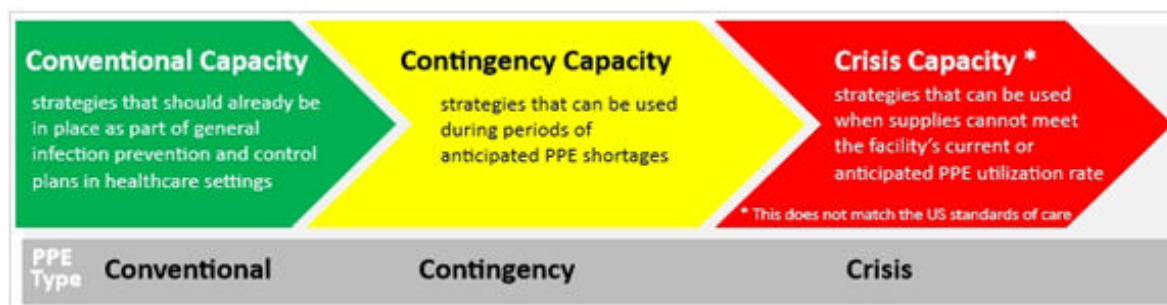 Conventional Capacity
strategies that should already be
in place as part of general
infection prevention and control
plans in healthcare settings
Contingency Capacity
strategies that can be used
during periods of
anticipated PPE shortages
Crisis Capacity *
strategies that can be used
when supplies cannot meet
the facility's current or
anticipated PPE utilization rate
* This does not match the US standards of care
PPE
Type
Conventional
Contingency
Crisis